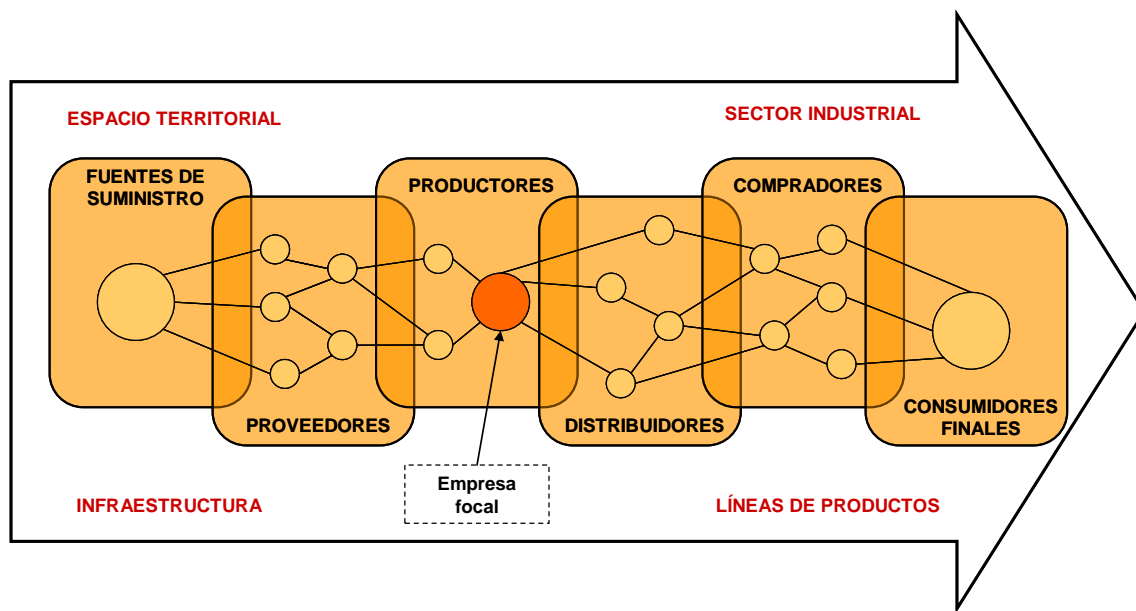 ESPACIO TERRITORIAL
SECTOR INDUSTRIAL
FUENTES DE
SUMINISTRO
PRODUCTORES
COMPRADORES
PROVEEDORES
DISTRIBUIDORES
CONSUMIDORES
FINALES
Empresa
focal
INFRAESTRUCTURA
LÍNEAS DE PRODUCTOS